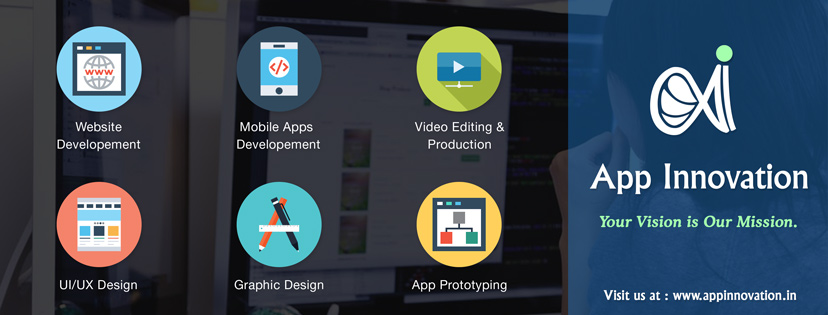 www
Website
Developement
</>
Mobile Apps
Developement
Video Editing &
Production
UI/UX Design
Graphic Design
App Prototyping
App Innovation
Your Vision is Our Mission.
Visit us at : www.appinnovation.in